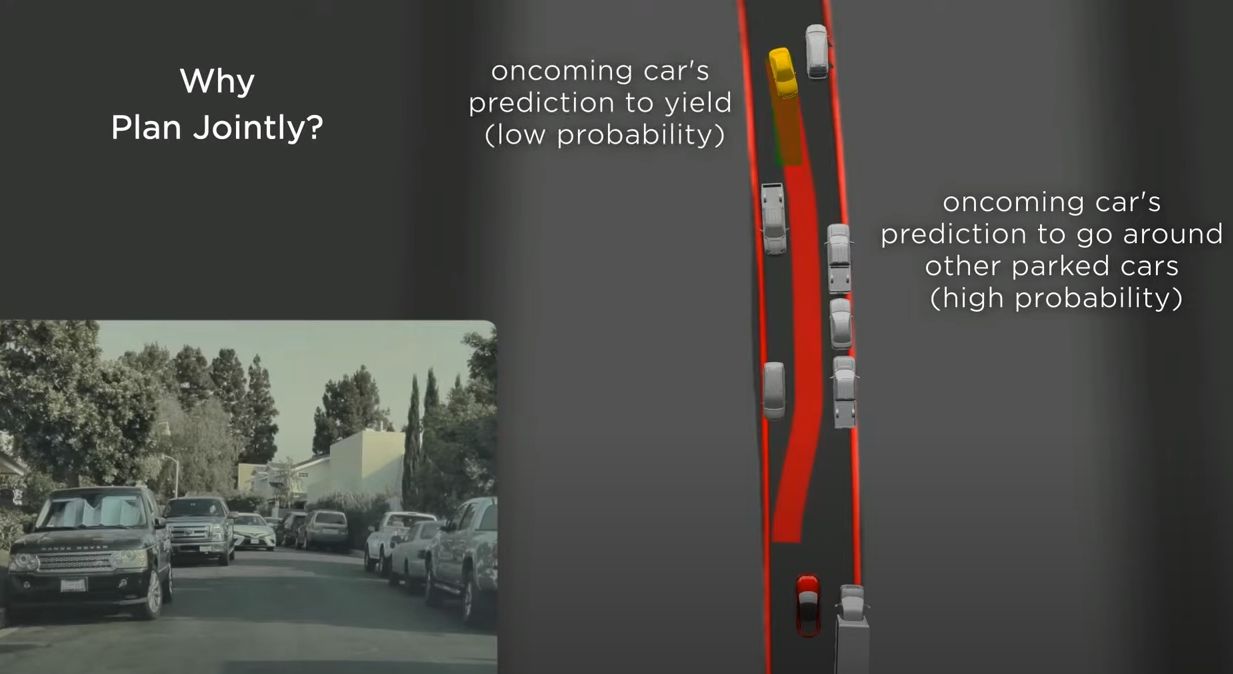 Why
Plan Jointly?
oncoming car's
prediction to yield
(low probability)
oncoming car's
prediction to go around
other parked cars
(high probability)